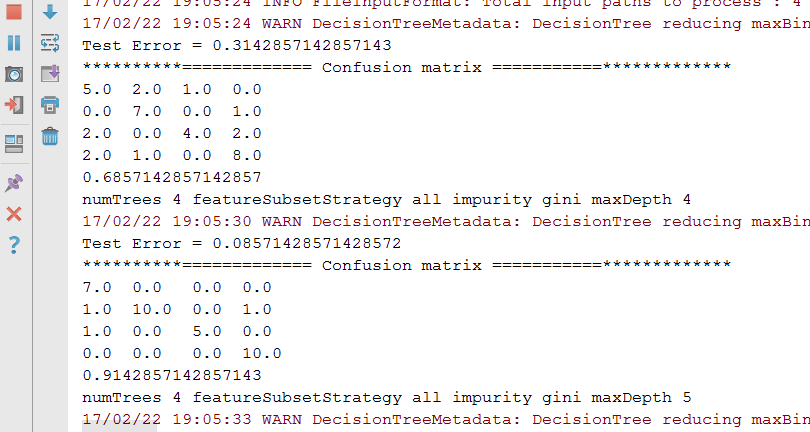 17/02/22 19:05:24 INFO FileInputFormat: Total input paths to process : 4
17/02/22 19:05:24 WARN DecisionTreeMetadata: DecisionTree reducing maxBin
Test Error = 0.3142857142857143
**********============= Confusion matrix ===========*************
5.0  2.0  1.0  0.0
0.0  7.0  0.0  1.0
2.0  0.0  4.0  2.0
2.0  1.0  0.0  8.0
0.6857142857142857
numTrees 4 featureSubsetStrategy all impurity gini maxDepth 4
17/02/22 19:05:30 WARN DecisionTreeMetadata: DecisionTree reducing maxBin
Test Error = 0.08571428571428572
**********============= Confusion matrix ===========*************
7.0  0.0   0.0  0.0
1.0  10.0  0.0  1.0
1.0  0.0   5.0  0.0
0.0  0.0   0.0  10.0
0.9142857142857143
numTrees 4 featureSubsetStrategy all impurity gini maxDepth 5
17/02/22 19:05:33 WARN DecisionTreeMetadata: DecisionTree reducing maxBin